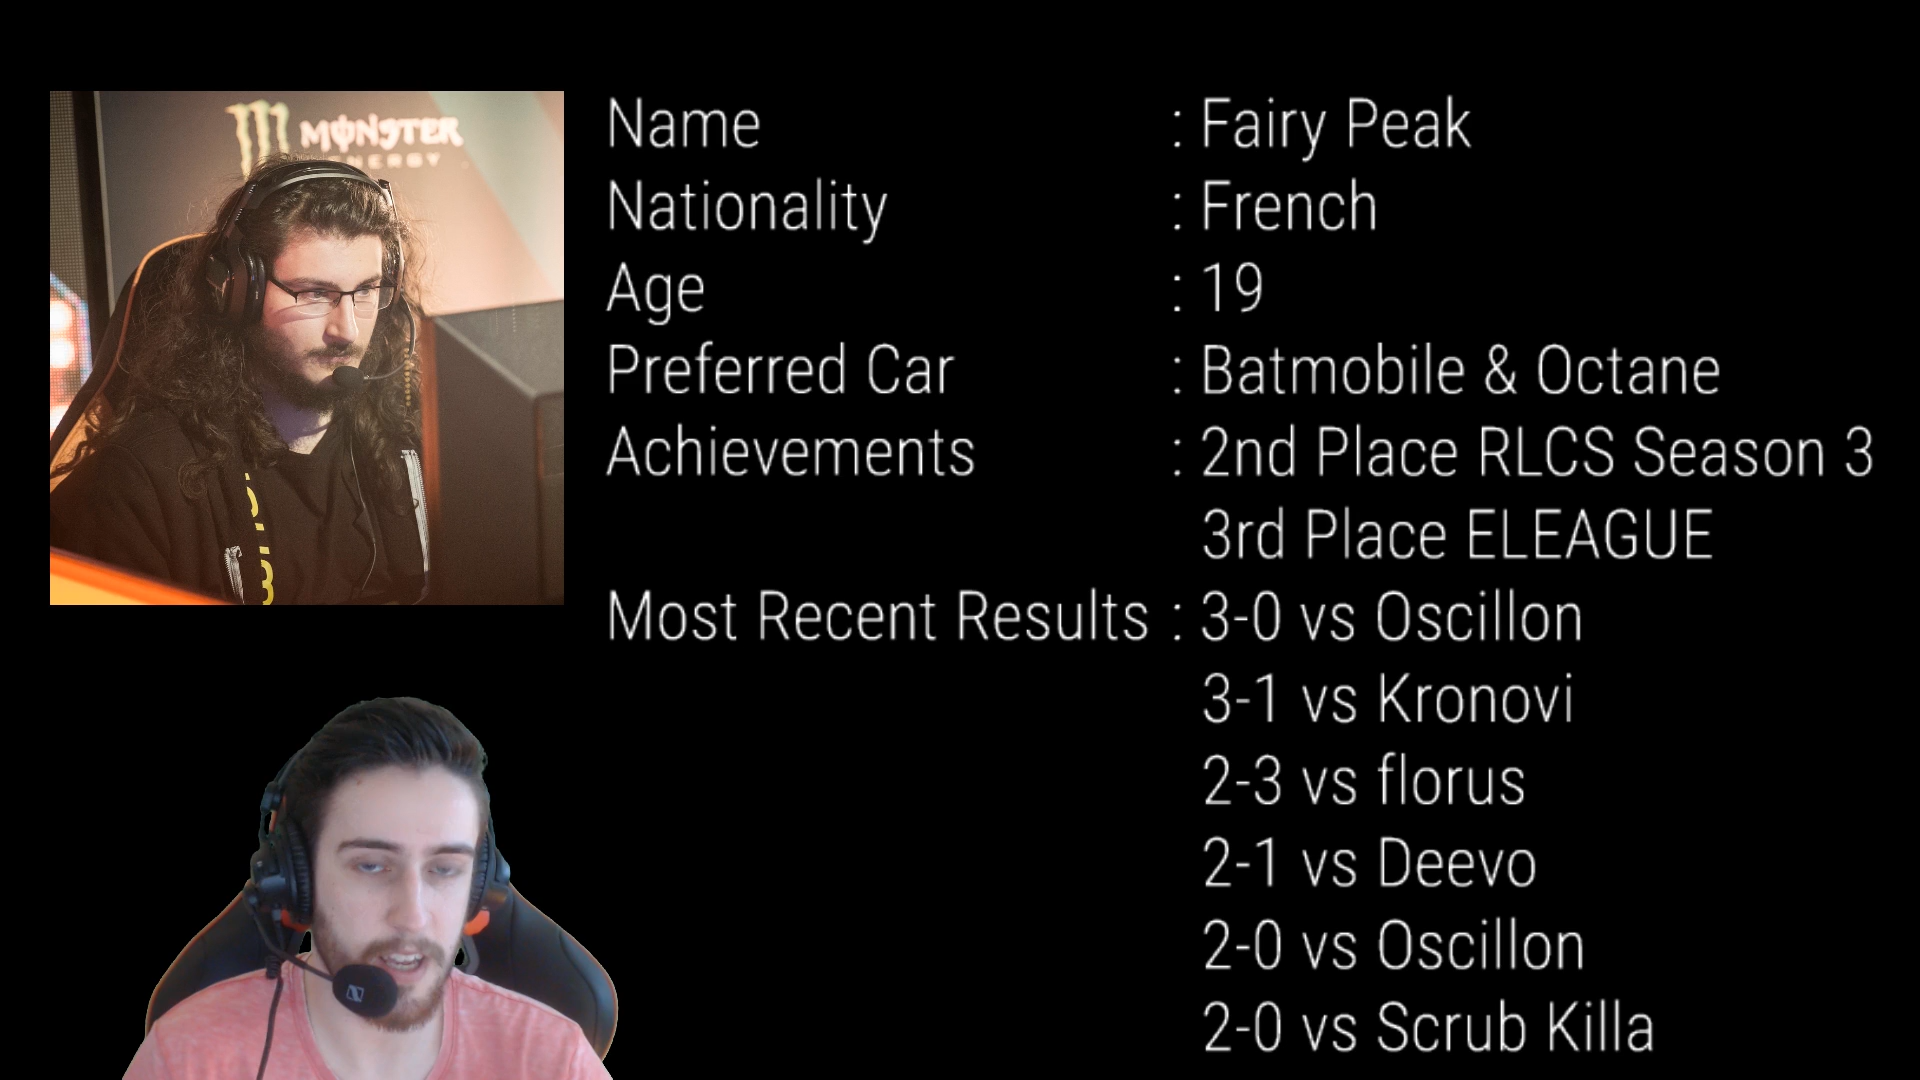 MONSTER
ENERGY
Name : Fairy Peak
Nationality : French
Age : 19
Preferred Car : Batmobile & Octane
Achievements : 2nd Place RLCS Season 3
3rd Place ELEAGUE
Most Recent Results : 3-0 vs Oscillon
3-1 vs Kronovi
2-3 vs florus
2-1 vs Deevo
2-0 vs Oscillon
2-0 vs Scrub Killa